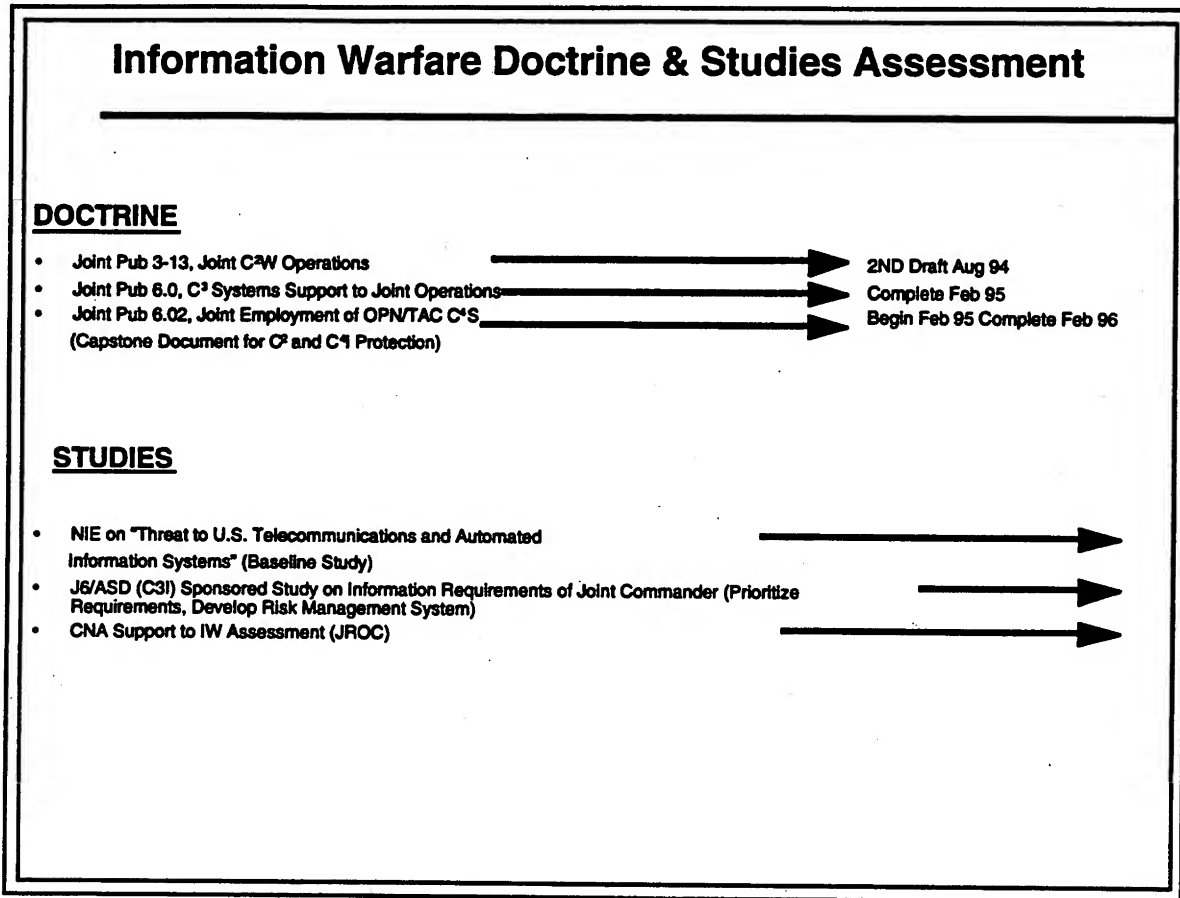 Information Warfare Doctrine & Studies Assessment
DOCTRINE
• Joint Pub 3-13, Joint C²W Operations 2ND Draft Aug 94
• Joint Pub 6.0, C³ Systems Support to Joint Operations Complete Feb 95
• Joint Pub 6.02, Joint Employment of OPN/TAC C⁴S Begin Feb 95 Complete Feb 96
(Capstone Document for C² and C⁴I Protection)
STUDIES
• NIE on "Threat to U.S. Telecommunications and Automated
Information Systems" (Baseline Study)
• J6/ASD (C3I) Sponsored Study on Information Requirements of Joint Commander (Prioritize
Requirements, Develop Risk Management System)
• CNA Support to IW Assessment (JROC)